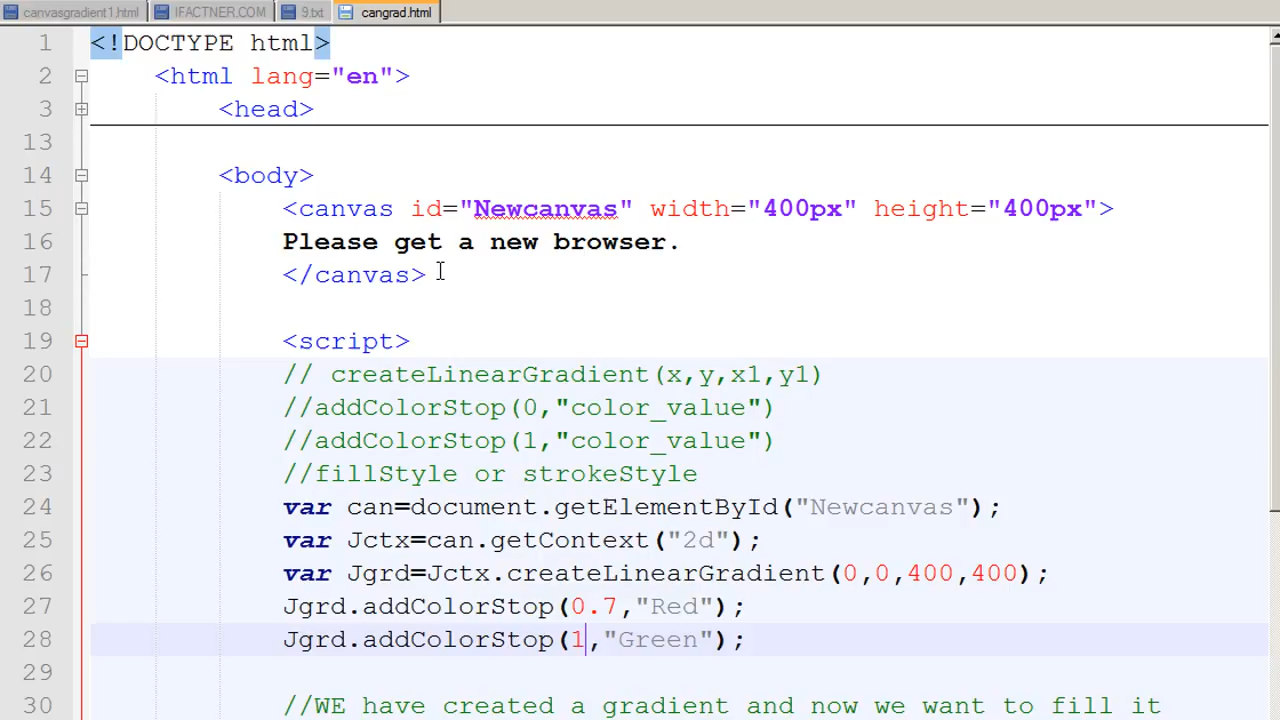 canvasgradient1.html IFACTNER.COM 9.txt cangrad.html
1 <!DOCTYPE html>
2 <html lang="en">
3 <head>
13
14 <body>
15 <canvas id="Newcanvas" width="400px" height="400px">
16 Please get a new browser.
17 </canvas>
18
19 <script>
20 // createLinearGradient(x,y,x1,y1)
21 //addColorStop(0,"color_value")
22 //addColorStop(1,"color_value")
23 //fillStyle or strokeStyle
24 var can=document.getElementById("Newcanvas");
25 var Jctx=can.getContext("2d");
26 var Jgrd=Jctx.createLinearGradient(0,0,400,400);
27 Jgrd.addColorStop(0.7,"Red");
28 Jgrd.addColorStop(1,"Green");
29
30 //WE have created a gradient and now we want to fill it